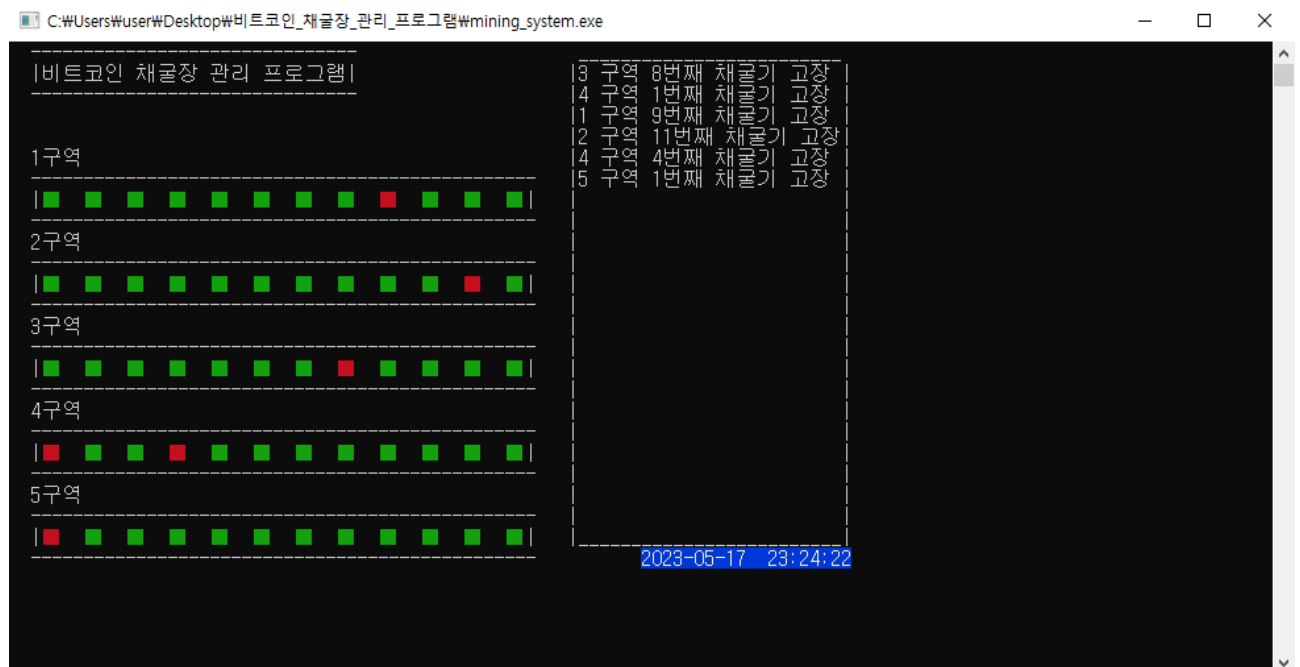 C:₩Users₩user₩Desktop₩비트코인_채굴장_관리_프로그램₩mining_system.exe
|비트코인 채굴장 관리 프로그램|
1구역
2구역
3구역
4구역
5구역
|3 구역 8번째 채굴기 고장 |
|4 구역 1번째 채굴기 고장 |
|1 구역 9번째 채굴기 고장 |
|2 구역 11번째 채굴기 고장|
|4 구역 4번째 채굴기 고장 |
|5 구역 1번째 채굴기 고장 |
2023-05-17 23:24:22